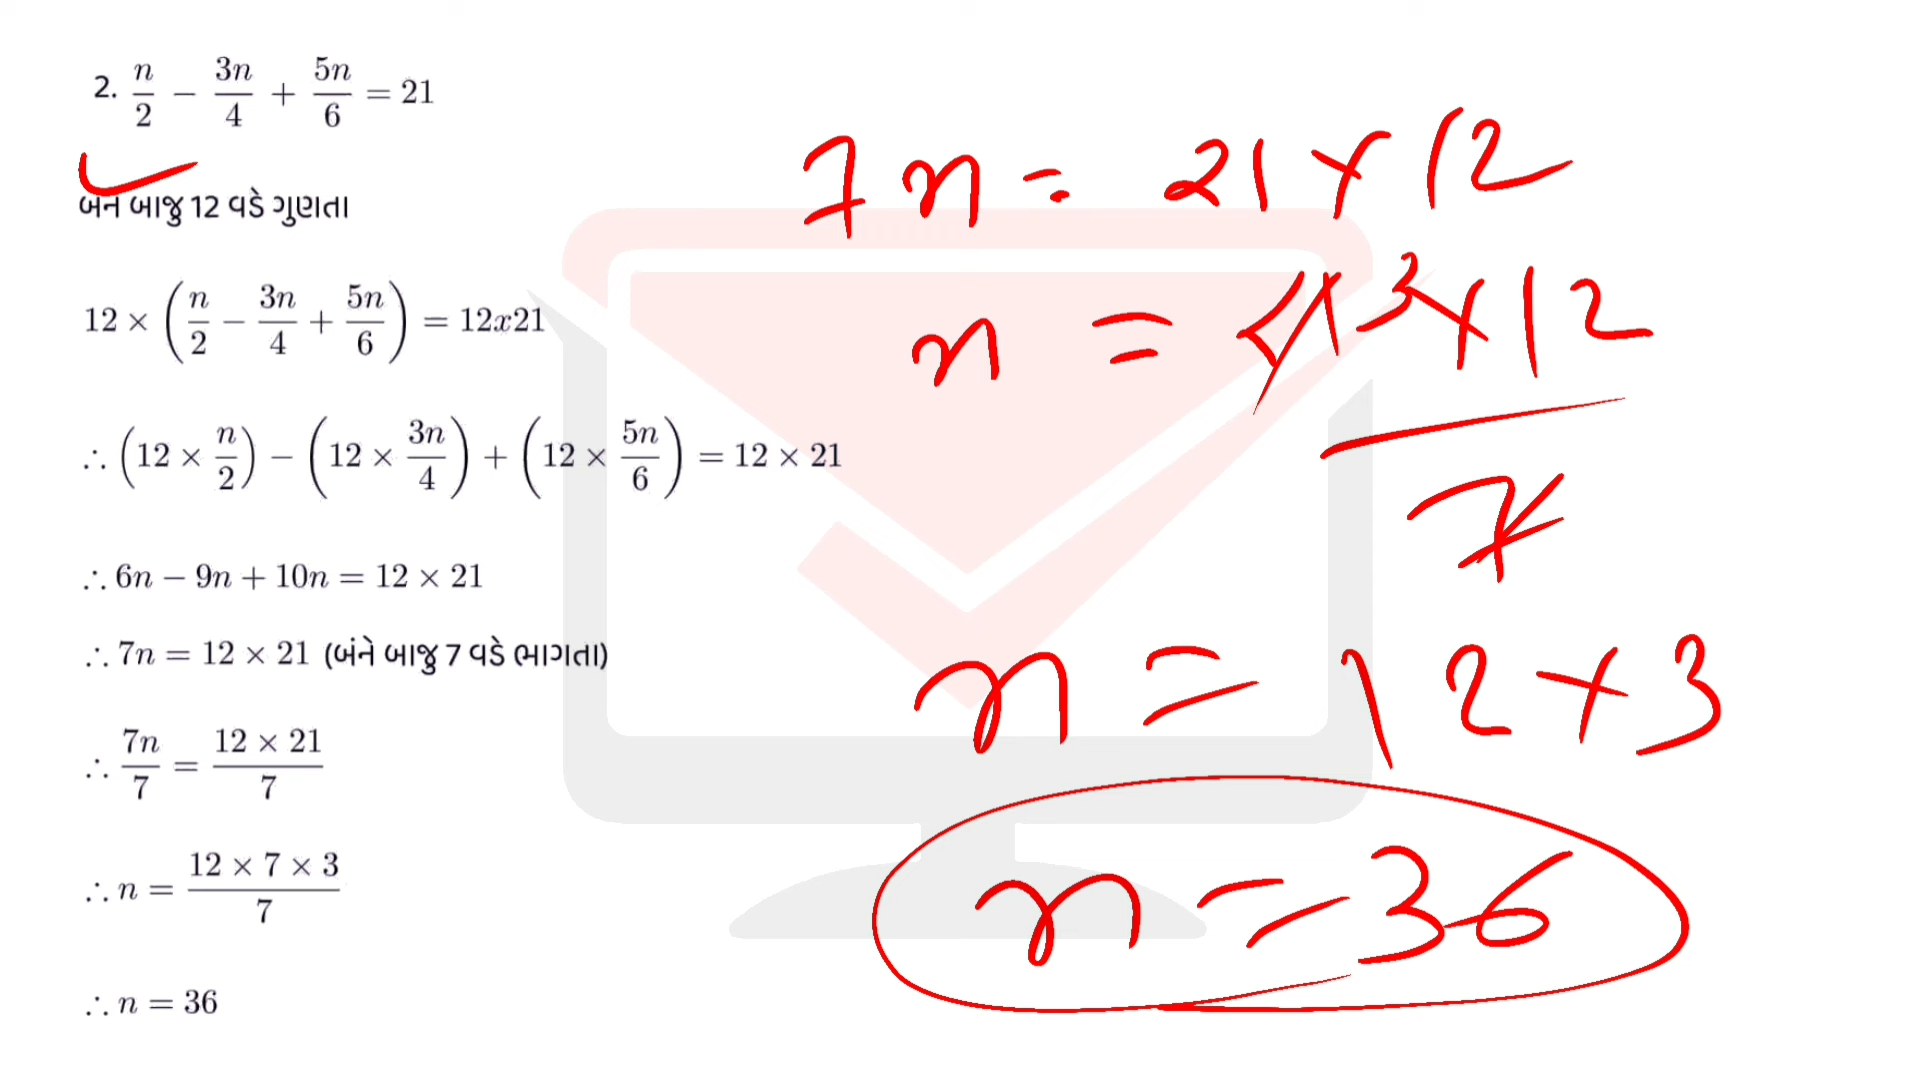 2. n/2 − 3n/4 + 5n/6 = 21
બંને બાજુ 12 વડે ગુણતા
12 × (n/2 − 3n/4 + 5n/6) = 12x21
∴ (12 × n/2) − (12 × 3n/4) + (12 × 5n/6) = 12 × 21
∴ 6n − 9n + 10n = 12 × 21
∴ 7n = 12 × 21 (બંને બાજુ 7 વડે ભાગતા)
∴ 7n/7 = 12 × 21/7
∴ n = 12 × 7 × 3/7
∴ n = 36
7n = 21 × 12
n = 21 3 × 12 / 7
n = 12 × 3
n = 36